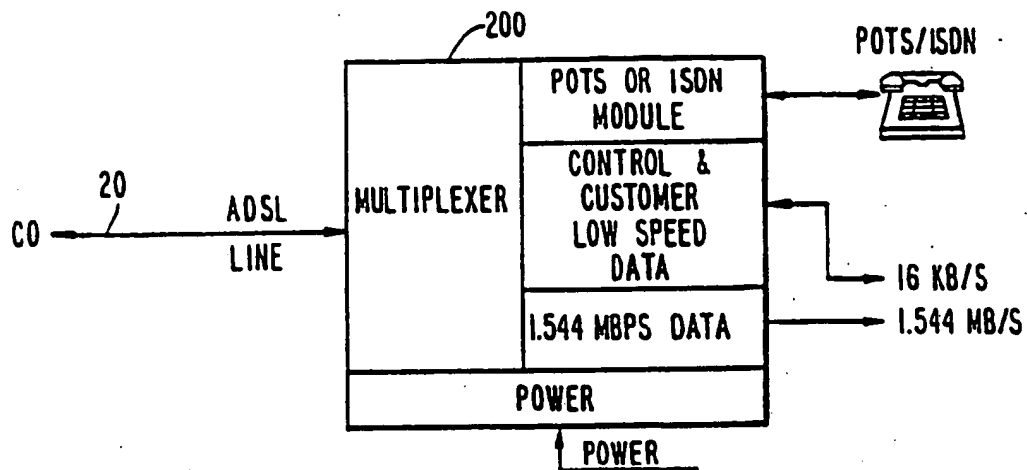 200
POTS/ISDN
POTS OR ISDN
MODULE
CONTROL &
CUSTOMER
LOW SPEED
DATA
MULTIPLEXER
20
CO
ADSL
LINE
16 KB/S
1.544 MBPS DATA
1.544 MB/S
POWER
POWER